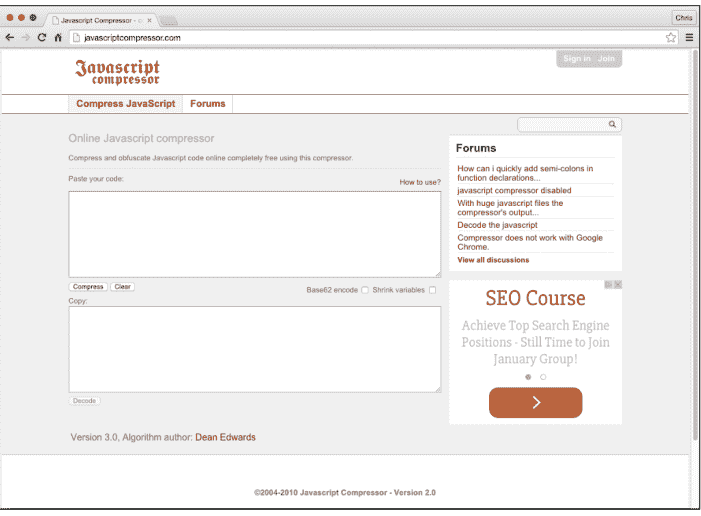 Javascript Compressor - o
Chris
javascriptcompressor.com
Sign in Join
Javascript
compressor
Compress JavaScript Forums
Online Javascript compressor
Compress and obfuscate Javascript code online completely free using this compressor.
Paste your code:
How to use?
Compress Clear
Base62 encode Shrink variables
Copy:
Decode
Version 3.0, Algorithm author: Dean Edwards
Forums
How can i quickly add semi-colons in
function declarations...
javascript compressor disabled
With huge javascript files the
compressor's output...
Decode the javascript
Compressor does not work with Google
Chrome.
View all discussions
SEO Course
Achieve Top Search Engine
Positions - Still Time to Join
January Group!
©2004-2010 Javascript Compressor - Version 2.0